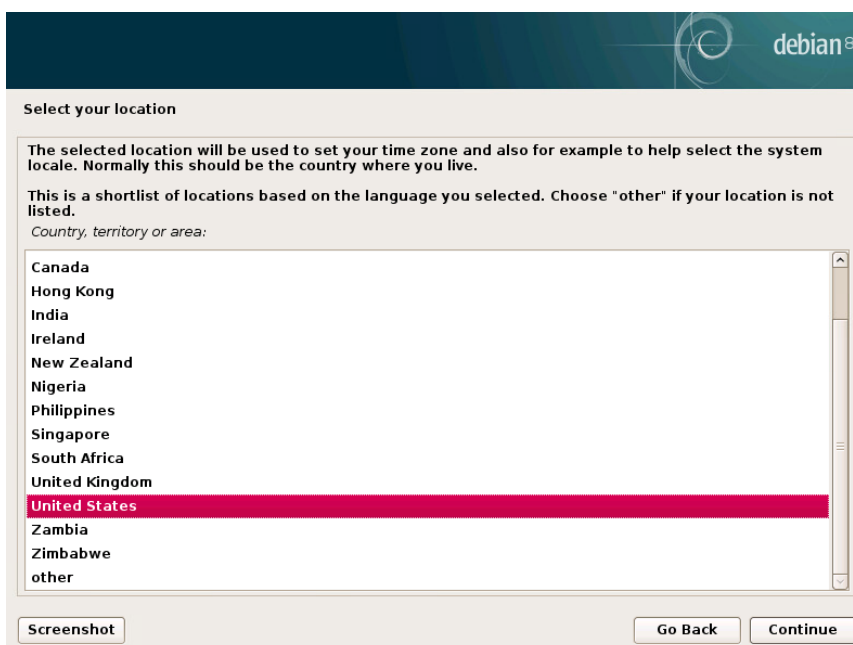 debian 8
Select your location
The selected location will be used to set your time zone and also for example to help select the system
locale. Normally this should be the country where you live.
This is a shortlist of locations based on the language you selected. Choose "other" if your location is not
listed.
Country, territory or area:
Canada
Hong Kong
India
Ireland
New Zealand
Nigeria
Philippines
Singapore
South Africa
United Kingdom
United States
Zambia
Zimbabwe
other
Screenshot
Go Back
Continue